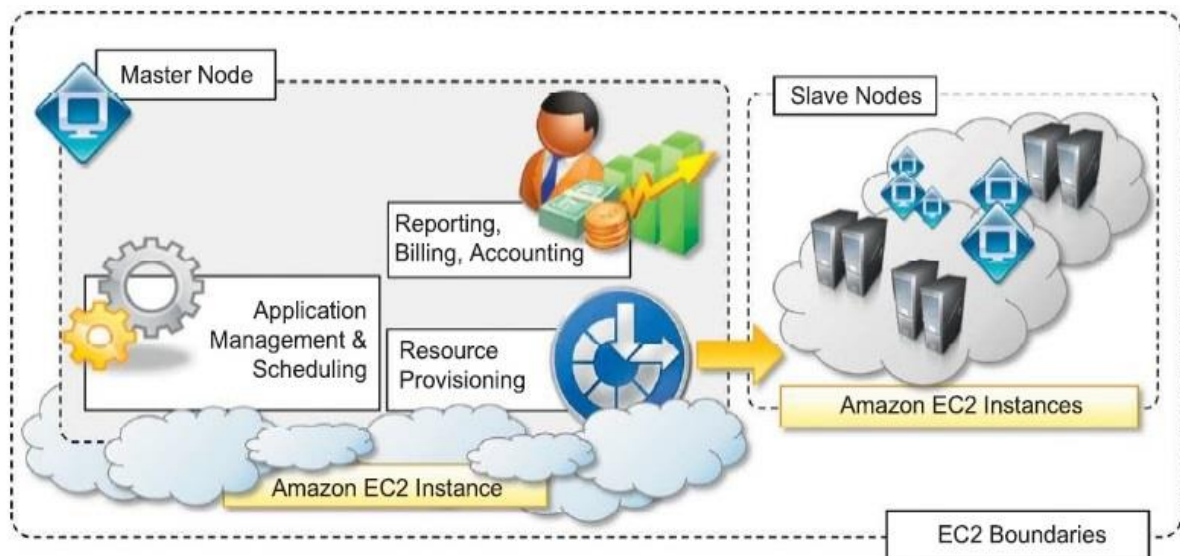 Master Node
Slave Nodes
Reporting,
Billing, Accounting
Application
Management &
Scheduling
Resource
Provisioning
Amazon EC2 Instances
Amazon EC2 Instance
EC2 Boundaries